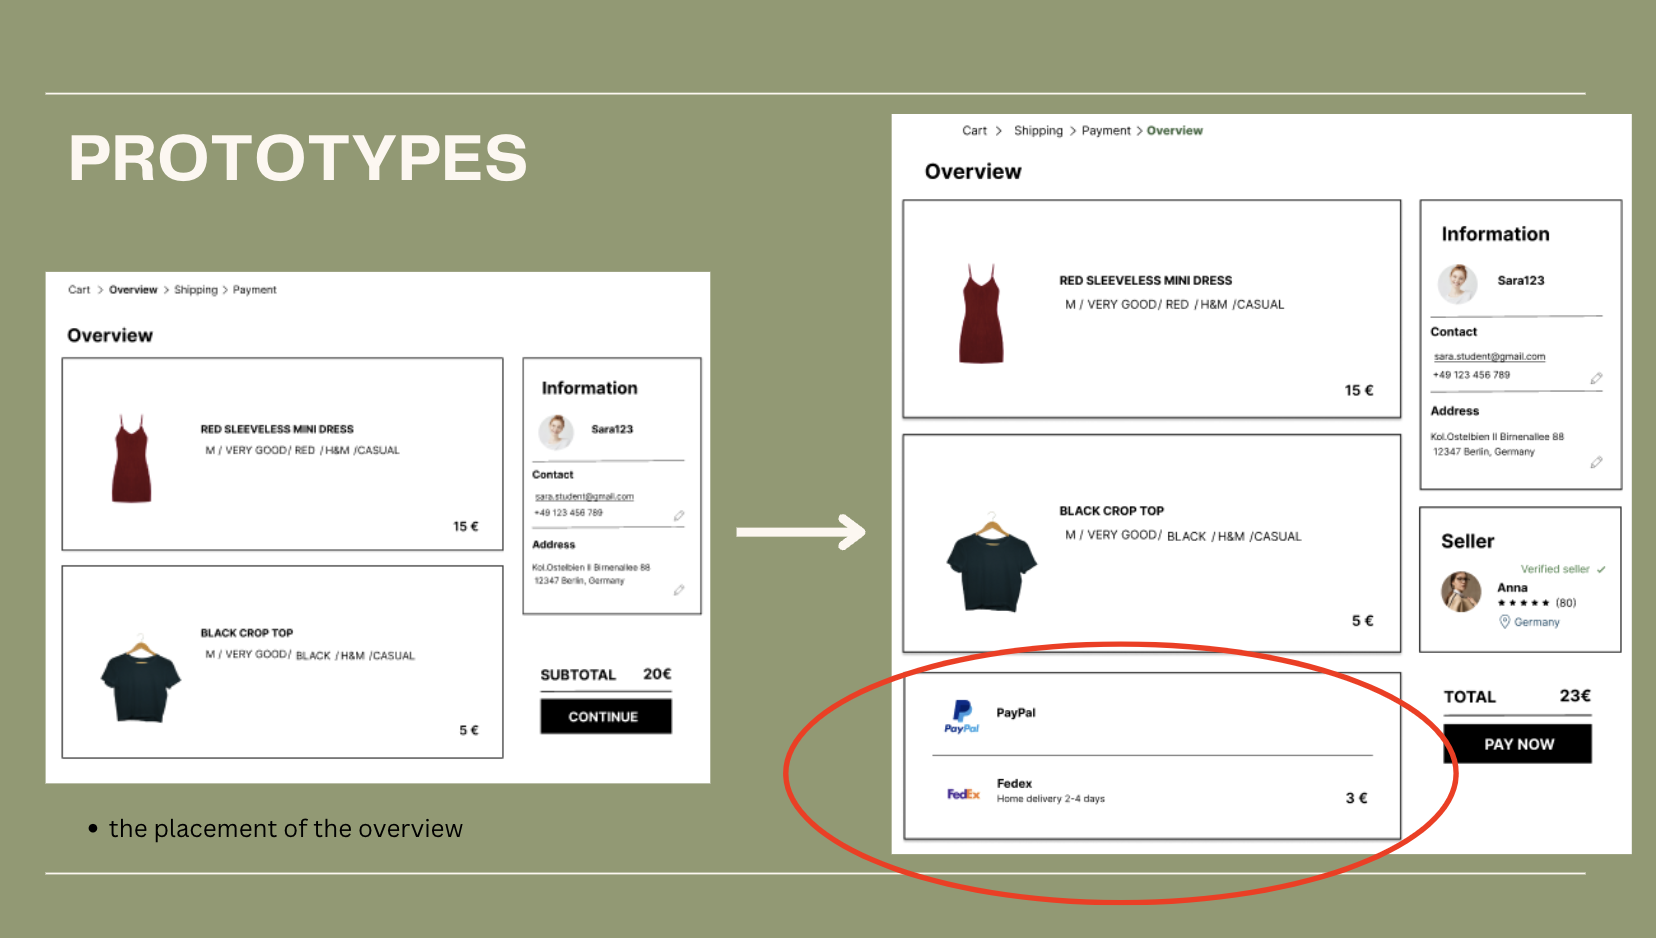 PROTOTYPES
Cart > Overview > Shipping > Payment
Overview
RED SLEEVELESS MINI DRESS
M / VERY GOOD/ RED / H&M /CASUAL
15 €
BLACK CROP TOP
M / VERY GOOD/ BLACK / H&M /CASUAL
5 €
Information
Sara123
Contact
sara.student@gmail.com
+49 123 456 789
Address
Kol.Ostelbien II Birnenallee 88
12347 Berlin, Germany
SUBTOTAL 20€
CONTINUE
the placement of the overview
Cart > Shipping > Payment > Overview
Overview
RED SLEEVELESS MINI DRESS
M / VERY GOOD/ RED / H&M /CASUAL
15 €
BLACK CROP TOP
M / VERY GOOD/ BLACK / H&M /CASUAL
5 €
PayPal
PayPal
FedEx
Fedex
Home delivery 2-4 days
3 €
Information
Sara123
Contact
sara.student@gmail.com
+49 123 456 789
Address
Kol.Ostelbien II Birnenallee 88
12347 Berlin, Germany
Seller
Verified seller
Anna
★★★★★ (80)
Germany
TOTAL 23€
PAY NOW